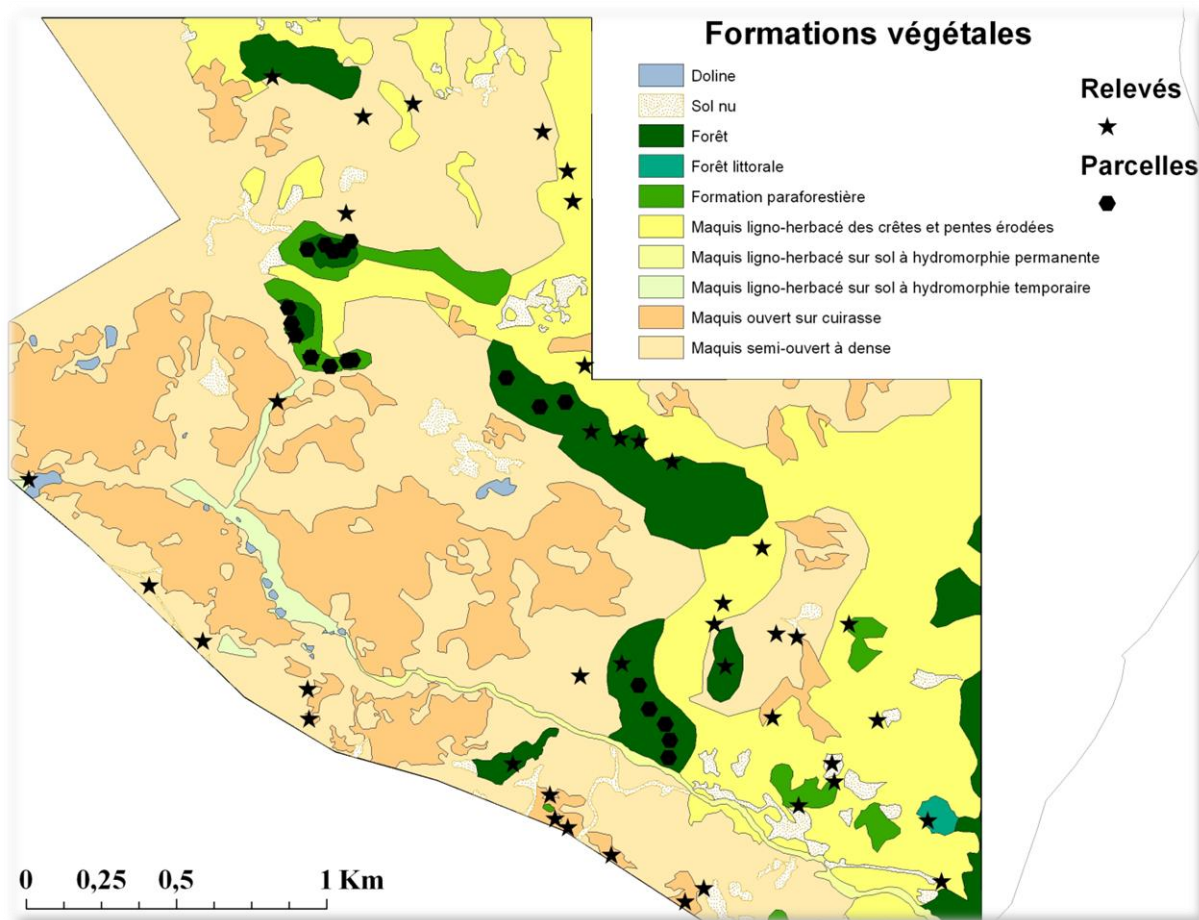 Formations végétales
Doline
Sol nu
Forêt
Forêt littorale
Formation paraforestière
Maquis ligno-herbacé des crêtes et pentes érodées
Maquis ligno-herbacé sur sol à hydromorphie permanente
Maquis ligno-herbacé sur sol à hydromorphie temporaire
Maquis ouvert sur cuirasse
Maquis semi-ouvert à dense
Relevés
Parcelles
0 0,25 0,5 1 Km